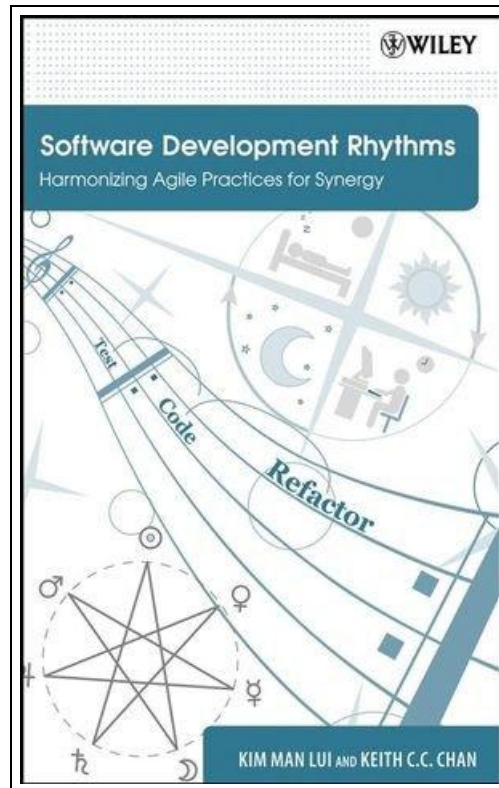 WILEY
Software Development Rhythms
Harmonizing Agile Practices for Synergy
z
z
Test
Code
Refactor
KIM MAN LUI AND KEITH C.C. CHAN